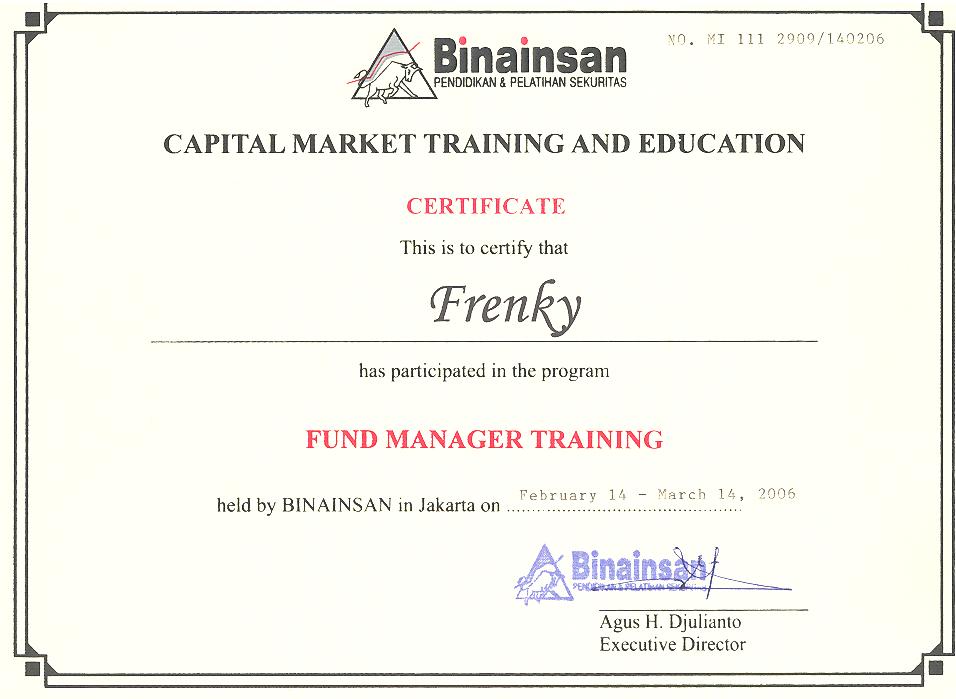 NO. MI 111 2909/140206
Binainsan
PENDIDIKAN & PELATIHAN SEKURITAS
CAPITAL MARKET TRAINING AND EDUCATION
CERTIFICATE
This is to certify that
Frenky
has participated in the program
FUND MANAGER TRAINING
held by BINAINSAN in Jakarta on February 14 - March 14, 2006
Binainsan
PENDIDIKAN & PELATIHAN SEKURITAS
Agus H. Djulianto
Executive Director